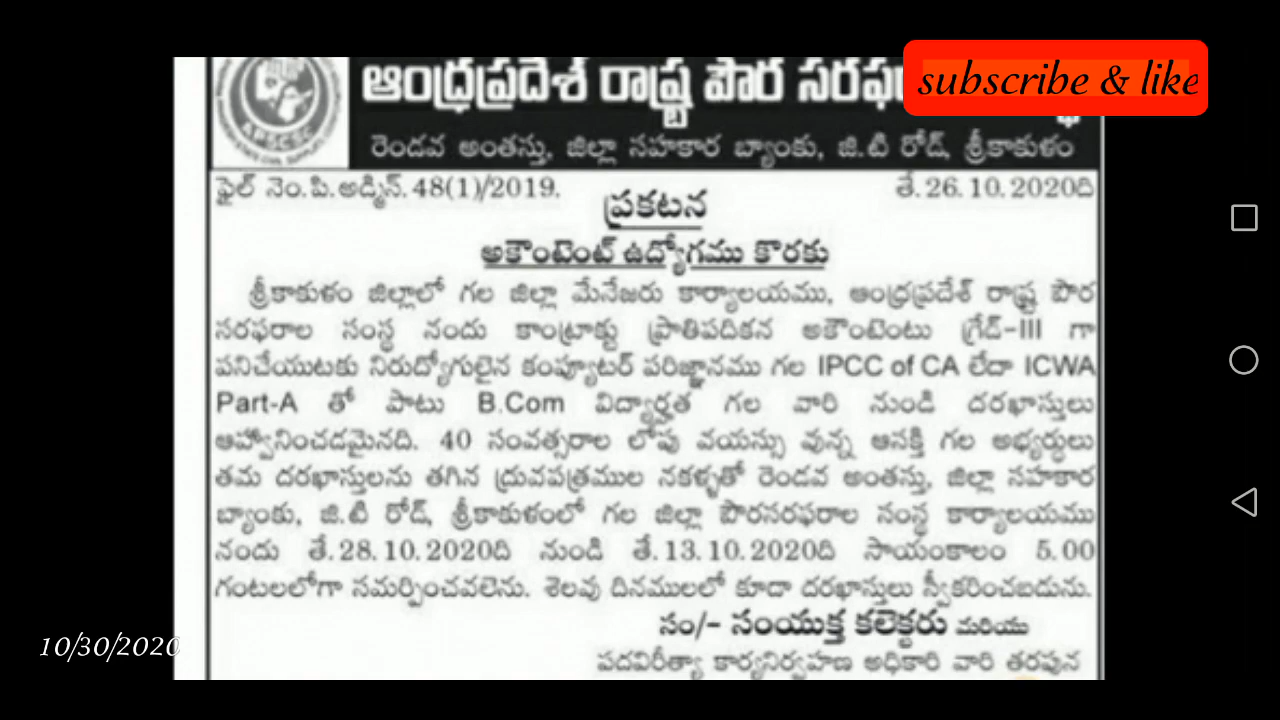 subscribe & like
ఆంధ్రప్రదేశ్ రాష్ట్ర పౌర
రెండవ అంతస్తు, జిల్లా సహకార బ్యాంకు, జి.టి రోడ్, శ్రీకాకుళం
ఫైల్ నెం.పి.అడ్మిన్.48(1)/2019.
తే.26.10.2020ది
ప్రకటన
అకౌంటెంట్ ఉద్యోగము కొరకు
శ్రీకాకుళం జిల్లాలో గల జిల్లా మేనేజరు కార్యాలయము, ఆంధ్రప్రదేశ్ రాష్ట్ర పౌర
సరఫరాల సంస్థ నందు కాంట్రాక్టు ప్రాతిపదికన అకౌంటెంటు గ్రేడ్-III గా
పనిచేయుటకు నిరుద్యోగులైన కంప్యూటర్ పరిజ్ఞానము గల IPCC of CA లేదా ICWA
Part-A తో పాటు B.Com విద్యార్హత గల వారి నుండి దరఖాస్తులు
ఆహ్వానించడమైనది. 40 సంవత్సరాల లోపు వయస్సు వున్న ఆసక్తి గల అభ్యర్థులు
తమ దరఖాస్తులను తగిన ధ్రువపత్రముల నకళ్ళతో రెండవ అంతస్తు, జిల్లా సహకార
బ్యాంకు, జి.టి రోడ్, శ్రీకాకుళంలో గల జిల్లా పౌరసరఫరాల సంస్థ కార్యాలయము
నందు తే.28.10.2020ది నుండి తే.13.10.2020ది సాయంకాలం 5.00
గంటలలోగా సమర్పించవలెను. శెలవు దినములలో కూడా దరఖాస్తులు స్వీకరించబడును.
సం/- సంయుక్త కలెక్టరు మరియు
పదవిరీత్యా కార్యనిర్వహణ అధికారి వారి తరపున
10/30/2020